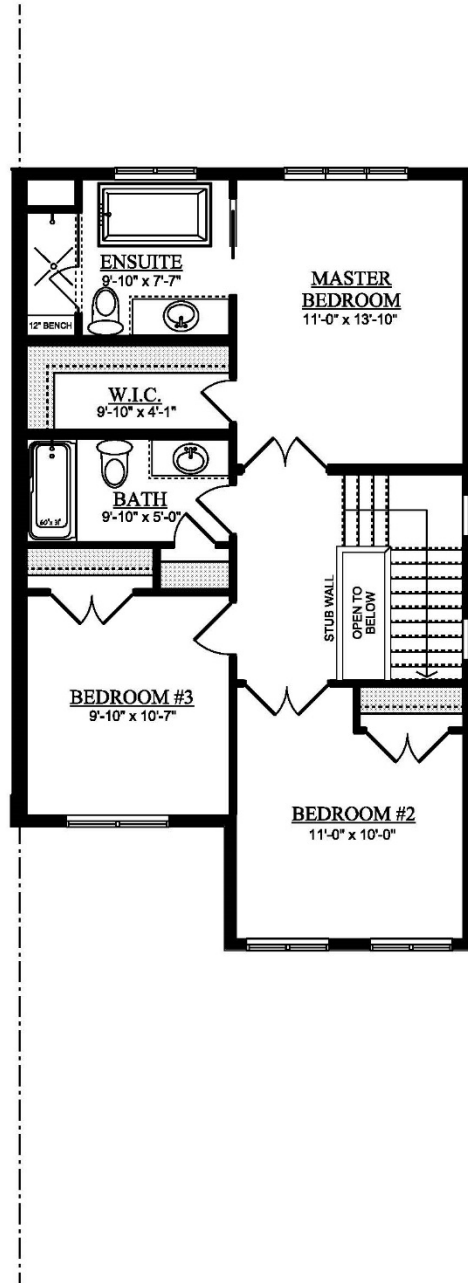 ENSUITE
9'-10" x 7'-7"
MASTER
BEDROOM
11'-0" x 13'-10"
12" BENCH
W.I.C.
9'-10" x 4'-1"
BATH
9'-10" x 5'-0"
60"x 31"
STUB WALL
OPEN TO
BELOW
BEDROOM #3
9'-10" x 10'-7"
BEDROOM #2
11'-0" x 10'-0"